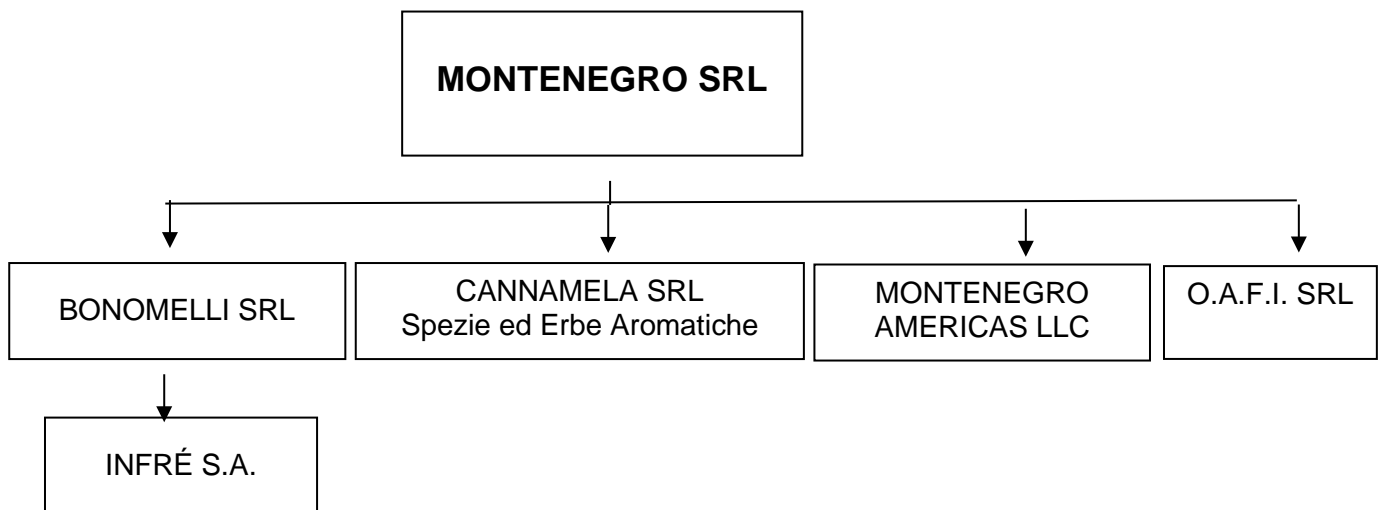 MONTENEGRO SRL
BONOMELLI SRL
CANNAMELA SRL
Spezie ed Erbe Aromatiche
MONTENEGRO
AMERICAS LLC
O.A.F.I. SRL
INFRÉ S.A.